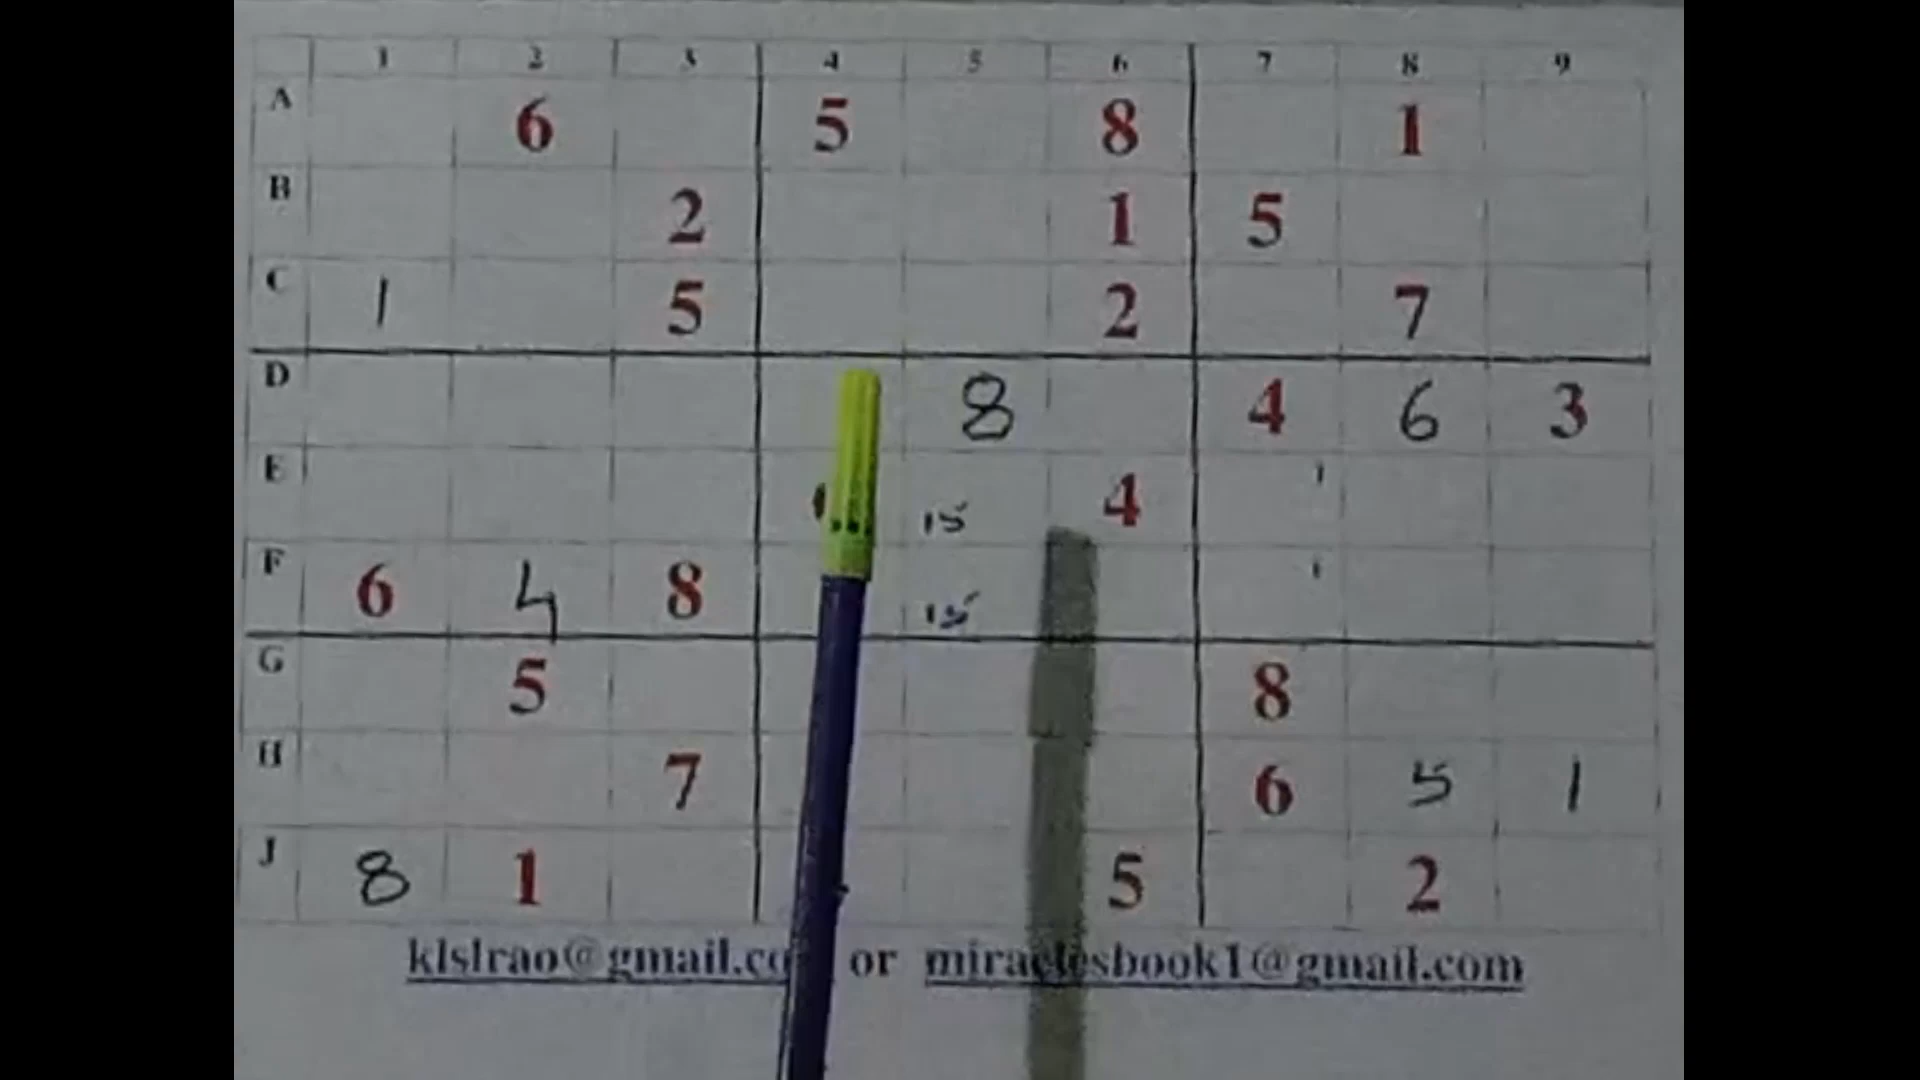 1 2 3 4 5 6 7 8 9
A 6 5 8 1
B 2 1 5
C 1 5 2 7
D 8 4 6 3
E 15 4 1
F 6 4 8 15 1
G 5 8
H 7 6 5 1
J 8 1 5 2
klslrao@gmail.co or miraclesbook1@gmail.com